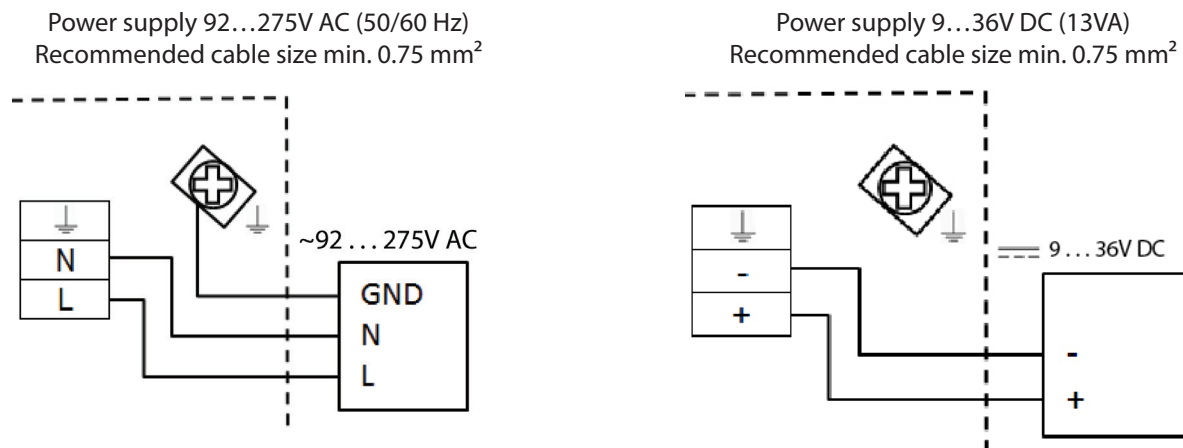 Power supply 92…275V AC (50/60 Hz)
Recommended cable size min. 0.75 mm²
~92 … 275V AC
N
L
GND
N
L
Power supply 9…36V DC (13VA)
Recommended cable size min. 0.75 mm²
9 … 36V DC
-
+
-
+